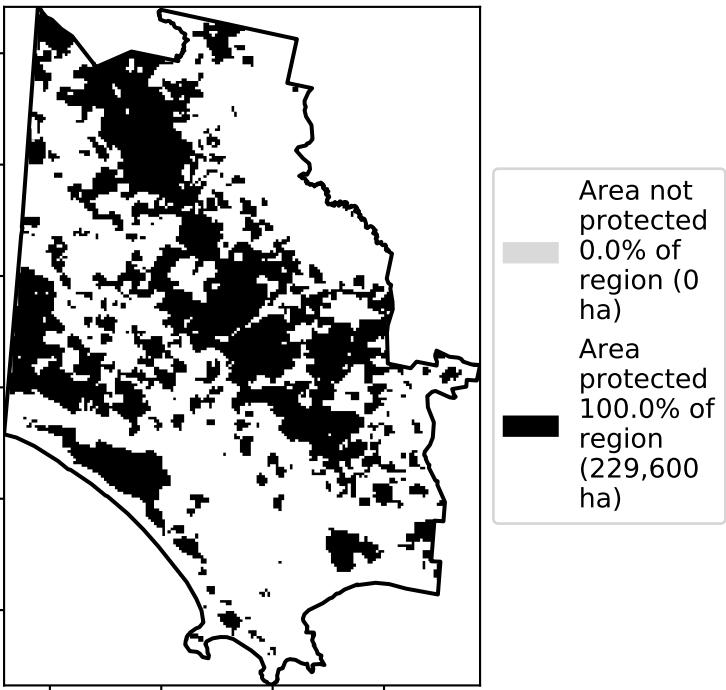 Area not
protected
0.0% of
region (0
ha)
Area
protected
100.0% of
region
(229,600
ha)